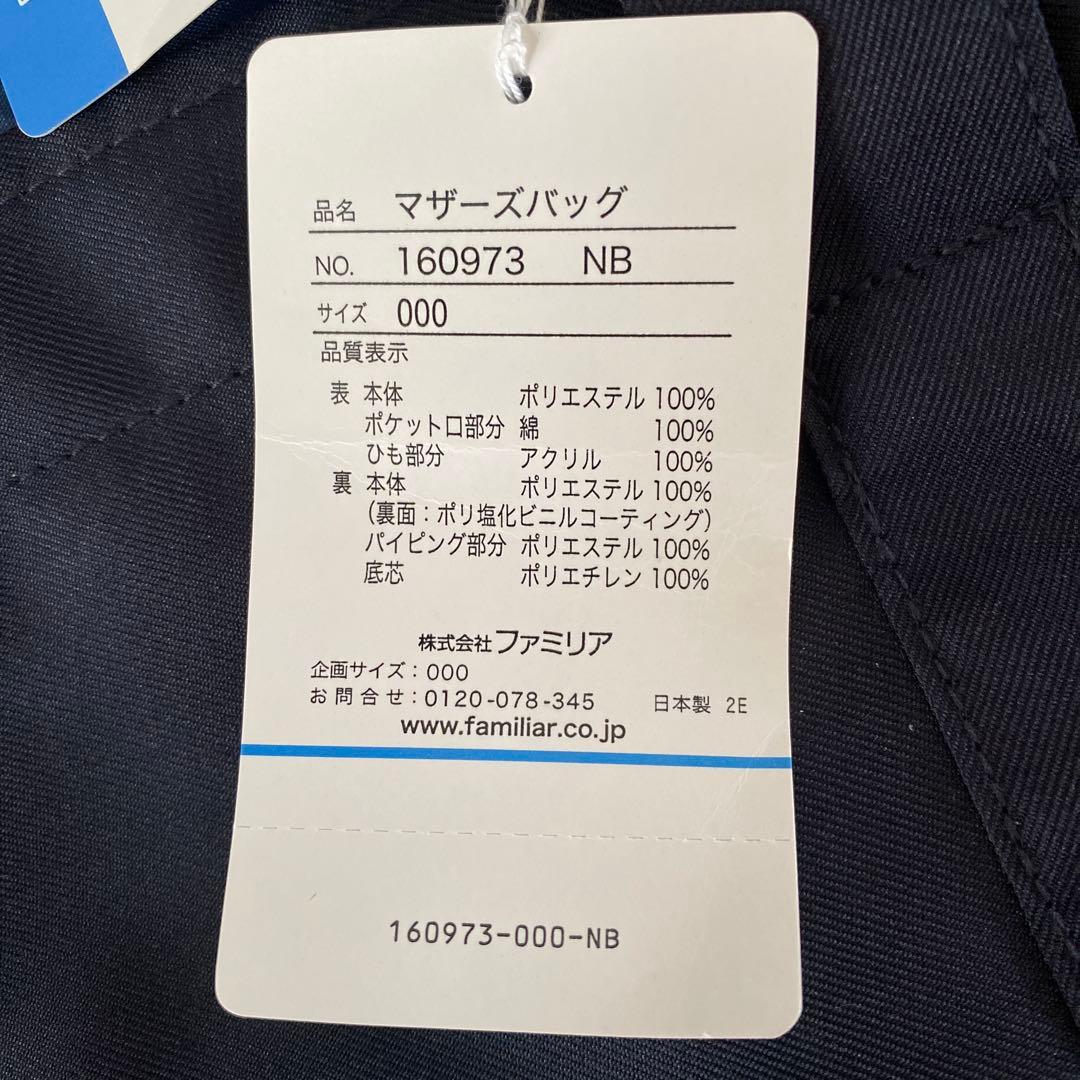 品名 マザーズバッグ
NO. 160973 NB
サイズ 000
品質表示
表 本体 ポリエステル 100%
ポケット口部分 綿 100%
ひも部分 アクリル 100%
裏 本体 ポリエステル 100%
(裏面：ポリ塩化ビニルコーティング)
パイピング部分 ポリエステル 100%
底芯 ポリエチレン 100%
株式会社ファミリア
企画サイズ：000
お問合せ：0120-078-345 日本製 2E
www.familiar.co.jp
160973-000-NB